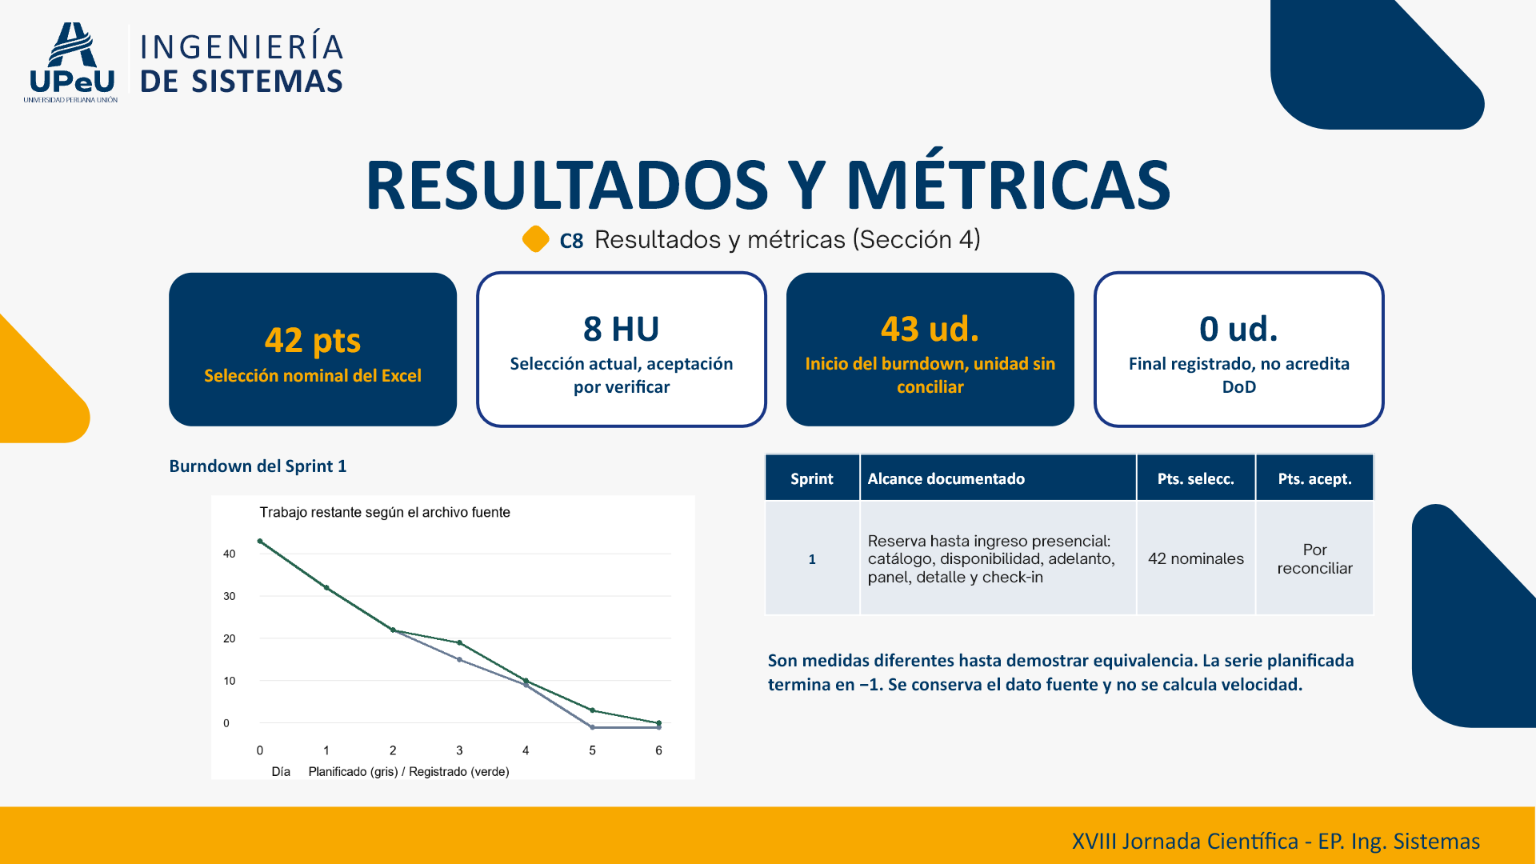 UPeU
UNIVERSIDAD PERUANA UNIÓN
INGENIERÍA
DE SISTEMAS
RESULTADOS Y MÉTRICAS
C8 Resultados y métricas (Sección 4)
42 pts
Selección nominal del Excel
8 HU
Selección actual, aceptación
por verificar
43 ud.
Inicio del burndown, unidad sin
conciliar
0 ud.
Final registrado, no acredita
DoD
Burndown del Sprint 1
Trabajo restante según el archivo fuente
40
30
20
10
0
0 1 2 3 4 5 6
Día Planificado (gris) / Registrado (verde)
Sprint Alcance documentado Pts. selecc. Pts. acept.
1
Reserva hasta ingreso presencial:
catálogo, disponibilidad, adelanto,
panel, detalle y check-in
42 nominales
Por
reconciliar
Son medidas diferentes hasta demostrar equivalencia. La serie planificada
termina en −1. Se conserva el dato fuente y no se calcula velocidad.
XVIII Jornada Científica - EP. Ing. Sistemas